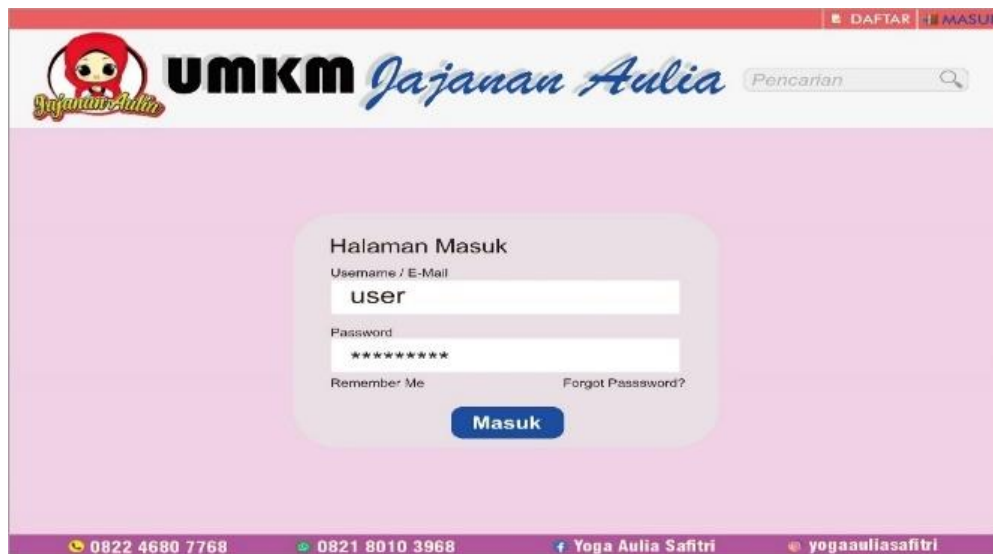 DAFTAR MASUK
Jajanan Aulia
UMKM Jajanan Aulia
Pencarian
Halaman Masuk
Username / E-Mail
user
Password
*********
Remember Me Forgot Passsword?
Masuk
0822 4680 7768 0821 8010 3968 Yoga Aulia Safitri yogaauliasafitri